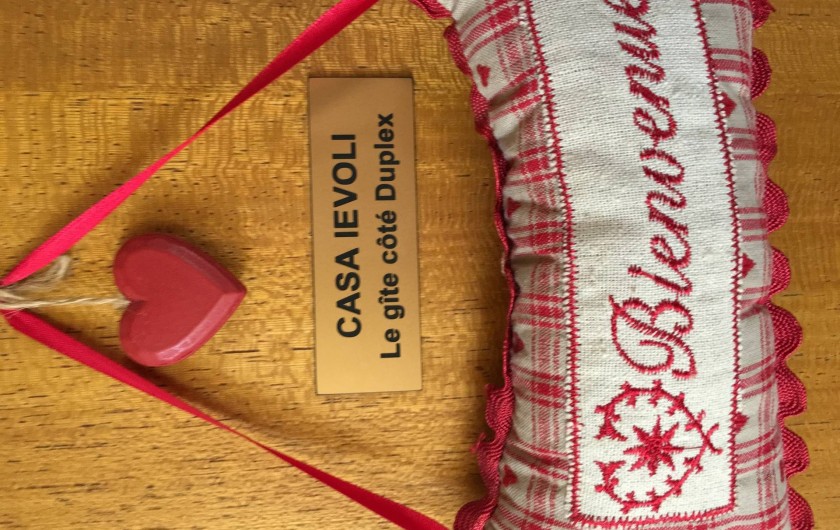 CASA IEVOLI
Le gîte côté Duplex
Bienvenue